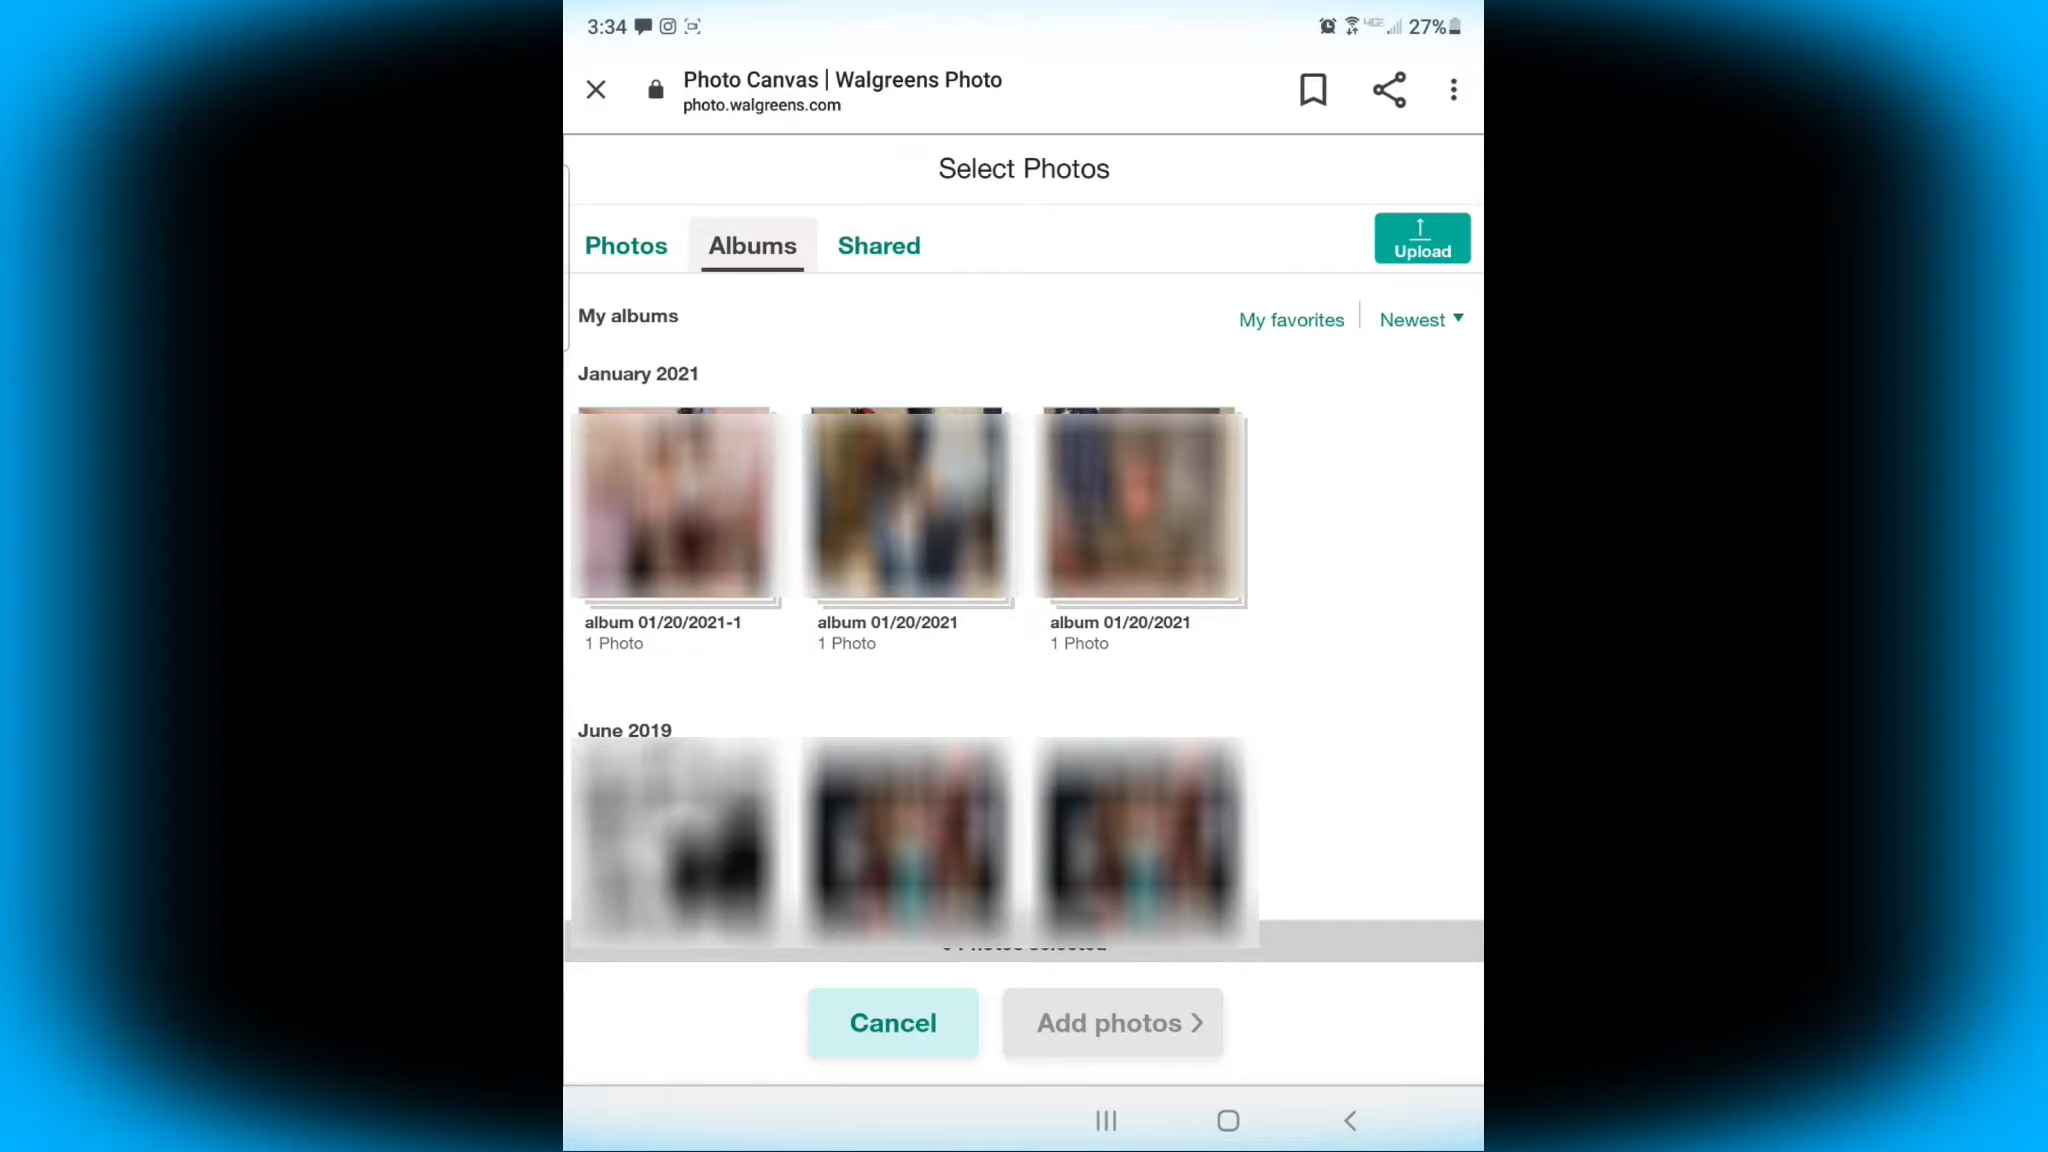 3:34 27%
Photo Canvas | Walgreens Photo
photo.walgreens.com
Select Photos
Photos Albums Shared Upload
My albums My favorites Newest
January 2021
album 01/20/2021-1 album 01/20/2021 album 01/20/2021
1 Photo 1 Photo 1 Photo
June 2019
Cancel Add photos